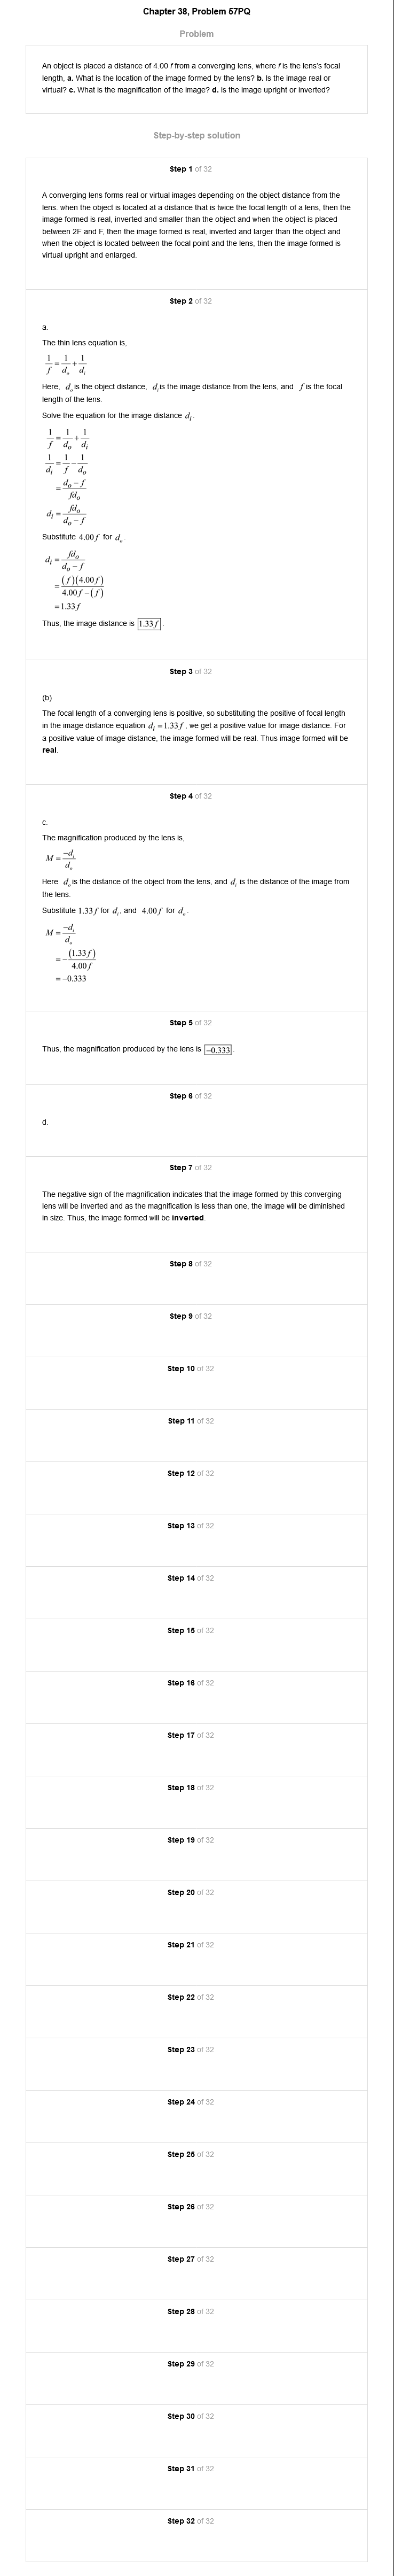 Chapter 38, Problem 57PQ
Problem
An object is placed a distance of 4.00 f from a converging lens, where f is the lens's focal
length, a. What is the location of the image formed by the lens? b. Is the image real or
virtual? c. What is the magnification of the image? d. Is the image upright or inverted?
Step-by-step solution
Step 1 of 32
A converging lens forms real or virtual images depending on the object distance from the
lens. when the object is located at a distance that is twice the focal length of a lens, then the
image formed is real, inverted and smaller than the object and when the object is placed
between 2F and F, then the image formed is real, inverted and larger than the object and
when the object is located between the focal point and the lens, then the image formed is
virtual upright and enlarged.
Step 2 of 32
a.
The thin lens equation is,
1/f = 1/d_o + 1/d_i
Here, d_o is the object distance, d_i is the image distance from the lens, and f is the focal
length of the lens.
Solve the equation for the image distance d_i.
1/f = 1/d_o + 1/d_i
1/d_i = 1/f − 1/d_o
= (d_o − f)/(fd_o)
d_i = fd_o/(d_o − f)
Substitute 4.00f for d_o.
d_i = fd_o/(d_o − f)
= (f)(4.00f)/(4.00f − (f))
= 1.33f
Thus, the image distance is 1.33f.
Step 3 of 32
(b)
The focal length of a converging lens is positive, so substituting the positive of focal length
in the image distance equation d_i = 1.33f, we get a positive value for image distance. For
a positive value of image distance, the image formed will be real. Thus image formed will be
real.
Step 4 of 32
c.
The magnification produced by the lens is,
M = −d_i/d_o
Here d_o is the distance of the object from the lens, and d_i is the distance of the image from
the lens.
Substitute 1.33f for d_i, and 4.00f for d_o.
M = −d_i/d_o
= −(1.33f)/4.00f
= −0.333
Step 5 of 32
Thus, the magnification produced by the lens is −0.333.
Step 6 of 32
d.
Step 7 of 32
The negative sign of the magnification indicates that the image formed by this converging
lens will be inverted and as the magnification is less than one, the image will be diminished
in size. Thus, the image formed will be inverted.
Step 8 of 32
Step 9 of 32
Step 10 of 32
Step 11 of 32
Step 12 of 32
Step 13 of 32
Step 14 of 32
Step 15 of 32
Step 16 of 32
Step 17 of 32
Step 18 of 32
Step 19 of 32
Step 20 of 32
Step 21 of 32
Step 22 of 32
Step 23 of 32
Step 24 of 32
Step 25 of 32
Step 26 of 32
Step 27 of 32
Step 28 of 32
Step 29 of 32
Step 30 of 32
Step 31 of 32
Step 32 of 32